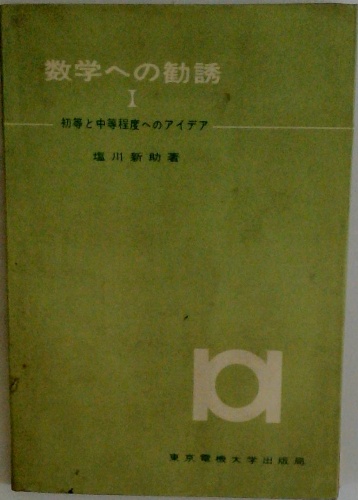 数学への勧誘
I
初等と中等程度へのアイデア
塩川新助著
東京電機大学出版局